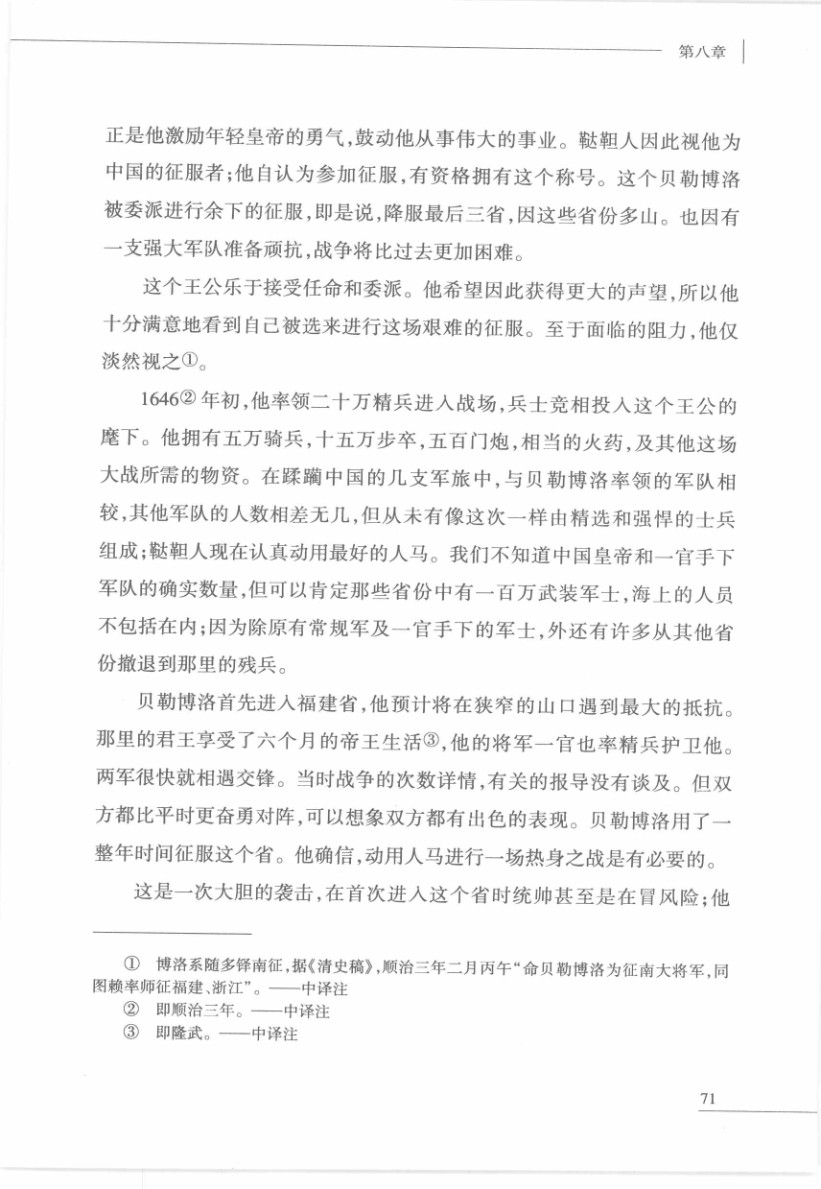 第八章
正是他激励年轻皇帝的勇气,鼓动他从事伟大的事业。鞑靼人因此视他为
中国的征服者;他自认为参加征服,有资格拥有这个称号。这个贝勒博洛
被委派进行余下的征服,即是说,降服最后三省,因这些省份多山。也因有
一支强大军队准备顽抗,战争将比过去更加困难。
这个王公乐于接受任命和委派。他希望因此获得更大的声望,所以他
十分满意地看到自己被选来进行这场艰难的征服。至于面临的阻力,他仅
淡然视之①。
1646②年初,他率领二十万精兵进入战场,兵士竞相投入这个王公的
麾下。他拥有五万骑兵,十五万步卒,五百门炮,相当的火药,及其他这场
大战所需的物资。在蹂躏中国的几支军旅中,与贝勒博洛率领的军队相
较,其他军队的人数相差无几,但从未有像这次一样由精选和强悍的士兵
组成;鞑靼人现在认真动用最好的人马。我们不知道中国皇帝和一官手下
军队的确实数量,但可以肯定那些省份中有一百万武装军士,海上的人员
不包括在内;因为除原有常规军及一官手下的军士,外还有许多从其他省
份撤退到那里的残兵。
贝勒博洛首先进入福建省,他预计将在狭窄的山口遇到最大的抵抗。
那里的君王享受了六个月的帝王生活③,他的将军一官也率精兵护卫他。
两军很快就相遇交锋。当时战争的次数详情,有关的报导没有谈及。但双
方都比平时更奋勇对阵,可以想象双方都有出色的表现。贝勒博洛用了一
整年时间征服这个省。他确信,动用人马进行一场热身之战是有必要的。
这是一次大胆的袭击,在首次进入这个省时统帅甚至是在冒风险;他
① 博洛系随多铎南征,据《清史稿》,顺治三年二月丙午“命贝勒博洛为征南大将军,同
图赖率师征福建、浙江”。——中译注
② 即顺治三年。——中译注
③ 即隆武。——中译注
71